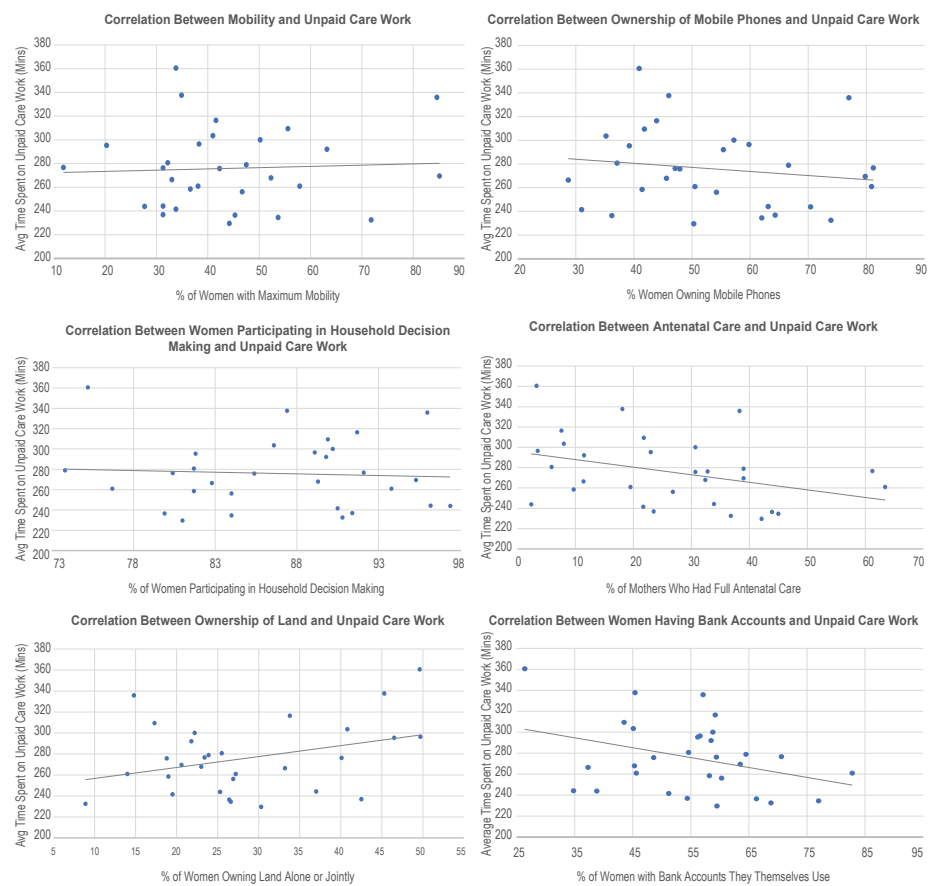 Correlation Between Mobility and Unpaid Care Work
Avg Time Spent on Unpaid Care Work (Mins)
380
360
340
320
300
280
260
240
220
200
10 20 30 40 50 60 70 80 90
% of Women with Maximum Mobility
Correlation Between Ownership of Mobile Phones and Unpaid Care Work
Avg Time Spent on Unpaid Care Work (Mins)
380
360
340
320
300
280
260
240
220
200
20 30 40 50 60 70 80 90
% Women Owning Mobile Phones
Correlation Between Women Participating in Household Decision
Making and Unpaid Care Work
Avg Time Spent on Unpaid Care Work (Mins)
380
360
340
320
300
280
260
240
220
200
73 78 83 88 93 98
% of Women Participating in Household Decision Making
Correlation Between Antenatal Care and Unpaid Care Work
Avg Time Spent on Unpaid Care Work (Mins)
380
360
340
320
300
280
260
240
220
200
0 10 20 30 40 50 60 70
% of Mothers Who Had Full Antenatal Care
Correlation Between Ownership of Land and Unpaid Care Work
Avg Time Spent on Unpaid Care Work (Mins)
380
360
340
320
300
280
260
240
220
200
5 10 15 20 25 30 35 40 45 50 55
% of Women Owning Land Alone or Jointly
Correlation Between Women Having Bank Accounts and Unpaid Care Work
Average Time Spent on Unpaid Care Work (Mins)
380
360
340
320
300
280
260
240
220
200
25 35 45 55 65 75 85 95
% of Women with Bank Accounts They Themselves Use